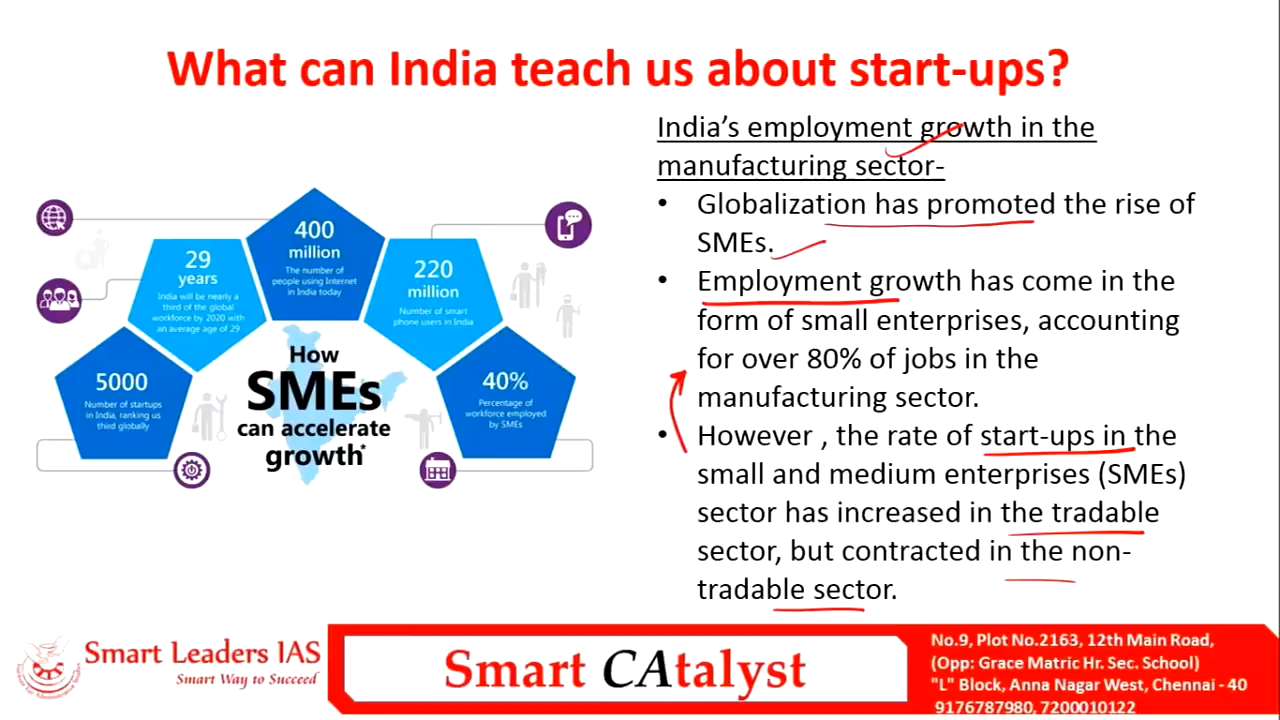 What can India teach us about start-ups?
India's employment growth in the
manufacturing sector-
• Globalization has promoted the rise of
SMEs.
• Employment growth has come in the
form of small enterprises, accounting
for over 80% of jobs in the
manufacturing sector.
• However , the rate of start-ups in the
small and medium enterprises (SMEs)
sector has increased in the tradable
sector, but contracted in the non-
tradable sector.
400
million
The number of
people using Internet
in India today
29
years
India will be nearly a
third of the global
workforce by 2020 with
an average age of 29
220
million
Number of smart
phone users in India
5000
Number of startups
in India, ranking us
third globally
40%
Percentage of
workforce employed
by SMEs
How
SMEs
can accelerate
growth*
Smart Leaders IAS
Smart Way to Succeed
Smart CAtalyst
No.9, Plot No.2163, 12th Main Road,
(Opp: Grace Matric Hr. Sec. School)
"L" Block, Anna Nagar West, Chennai - 40
9176787980, 7200010122